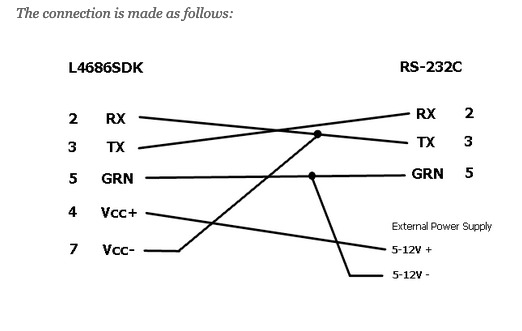 The connection is made as follows:
L4686SDK RS-232C
2 RX RX 2
3 TX TX 3
5 GRN GRN 5
4 Vcc+
External Power Supply
7 Vcc- 5-12V +
5-12V -